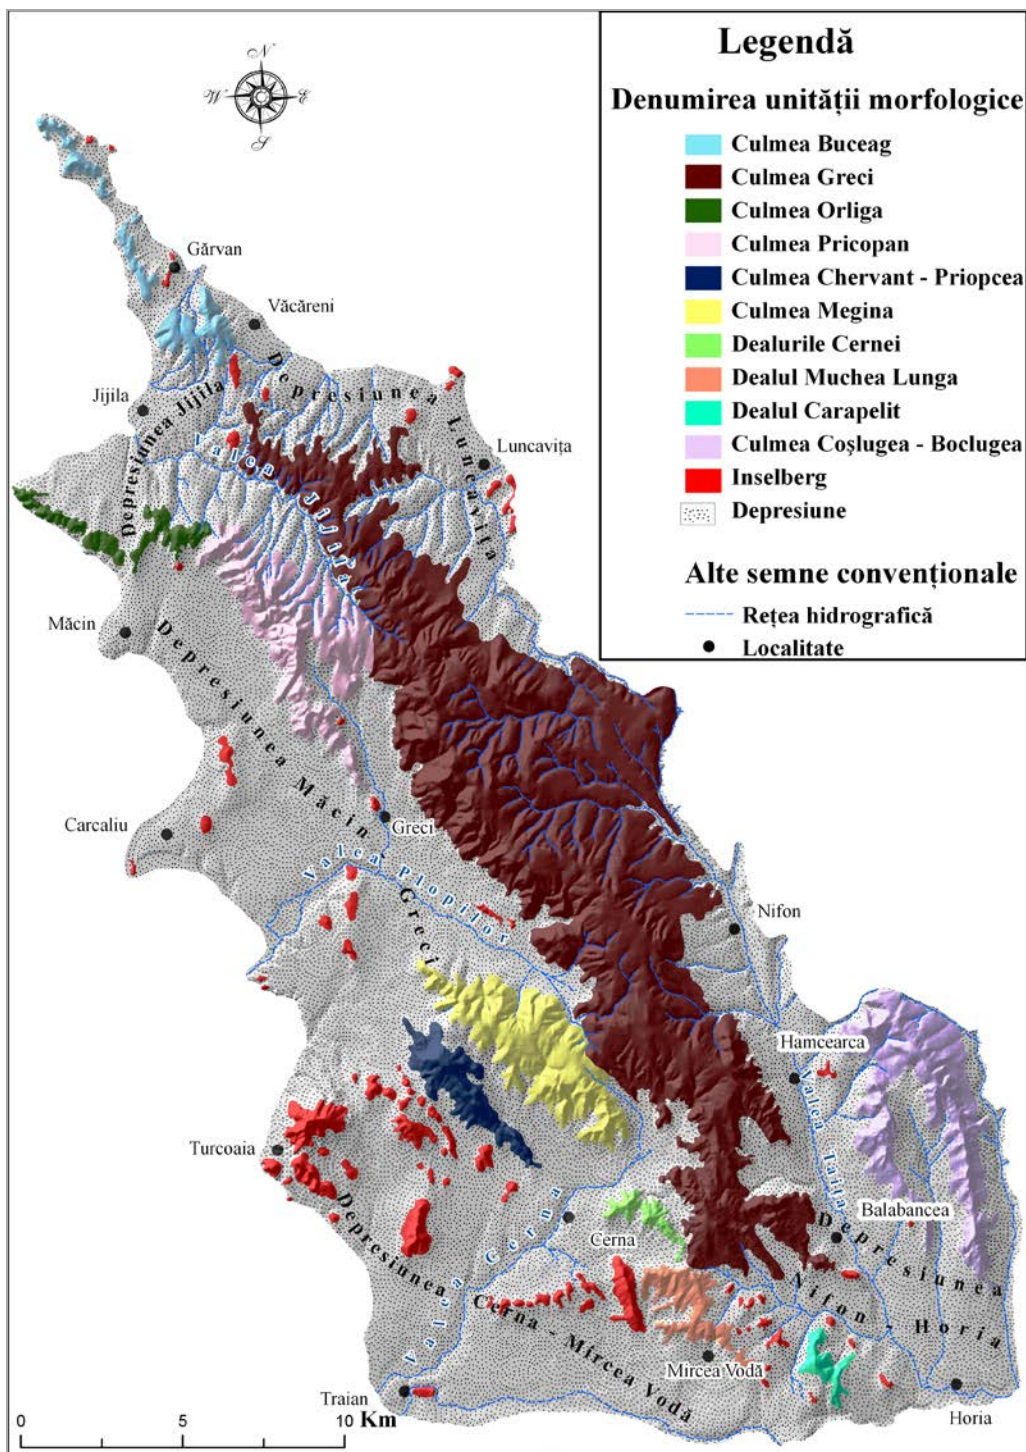 Legendă
Denumirea unității morfologice
Culmea Buceag
Culmea Greci
Culmea Orliga
Culmea Pricopan
Culmea Chervant - Priopcea
Culmea Megina
Dealurile Cernei
Dealul Muchea Lunga
Dealul Carapelit
Culmea Coşlugea - Boclugea
Inselberg
Depresiune
Alte semne convenționale
Rețea hidrografică
Localitate
N
W
E
S
Gărvan
Văcăreni
Jijila
Depresiunea Jijila
Depresiunea Luncavița
Luncavița
Valea Jijila
Măcin
Depresiunea Măcin - Greci
Carcaliu
Greci
Valea Plopilor
Nifon
Hamcearca
Valea Taița
Turcoaia
Balabancea
Cerna
Valea Cerna
Depresiunea Cerna - Mircea Vodă
Depresiunea Nifon - Horia
Mircea Vodă
Traian
Horia
0 5 10 Km